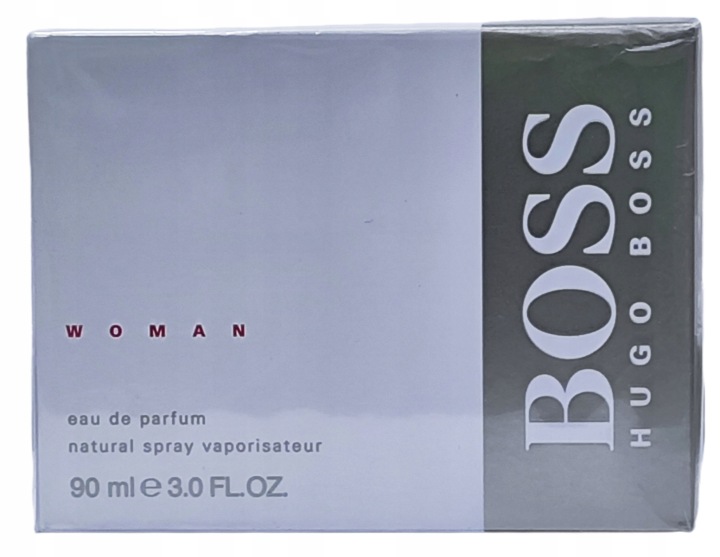 WOMAN
eau de parfum
natural spray vaporisateur
90 ml e 3.0 FL.OZ.
BOSS
HUGO BOSS